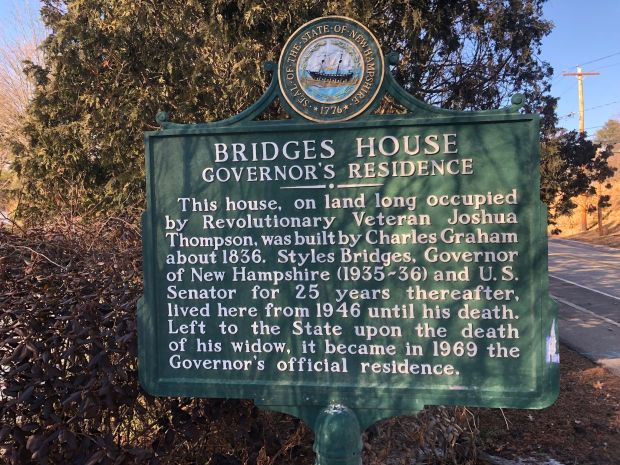 SEAL OF THE STATE OF NEW HAMPSHIRE
1776
BRIDGES HOUSE
GOVERNOR'S RESIDENCE
This house, on land long occupied
by Revolutionary Veteran Joshua
Thompson, was built by Charles Graham
about 1836. Styles Bridges, Governor
of New Hampshire (1935-36) and U.S.
Senator for 25 years thereafter,
lived here from 1946 until his death.
Left to the State upon the death
of his widow, it became in 1969 the
Governor's official residence.